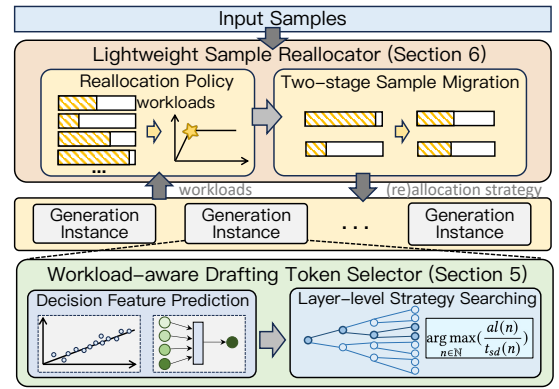 Input Samples
Lightweight Sample Reallocator (Section 6)
Reallocation Policy
workloads
...
Two-stage Sample Migration
workloads
(re)allocation strategy
Generation
Instance
Generation
Instance
...
Generation
Instance
Workload-aware Drafting Token Selector (Section 5)
Decision Feature Prediction
Layer-level Strategy Searching
arg max(al(n)/t_sd(n))
n∈ℕ